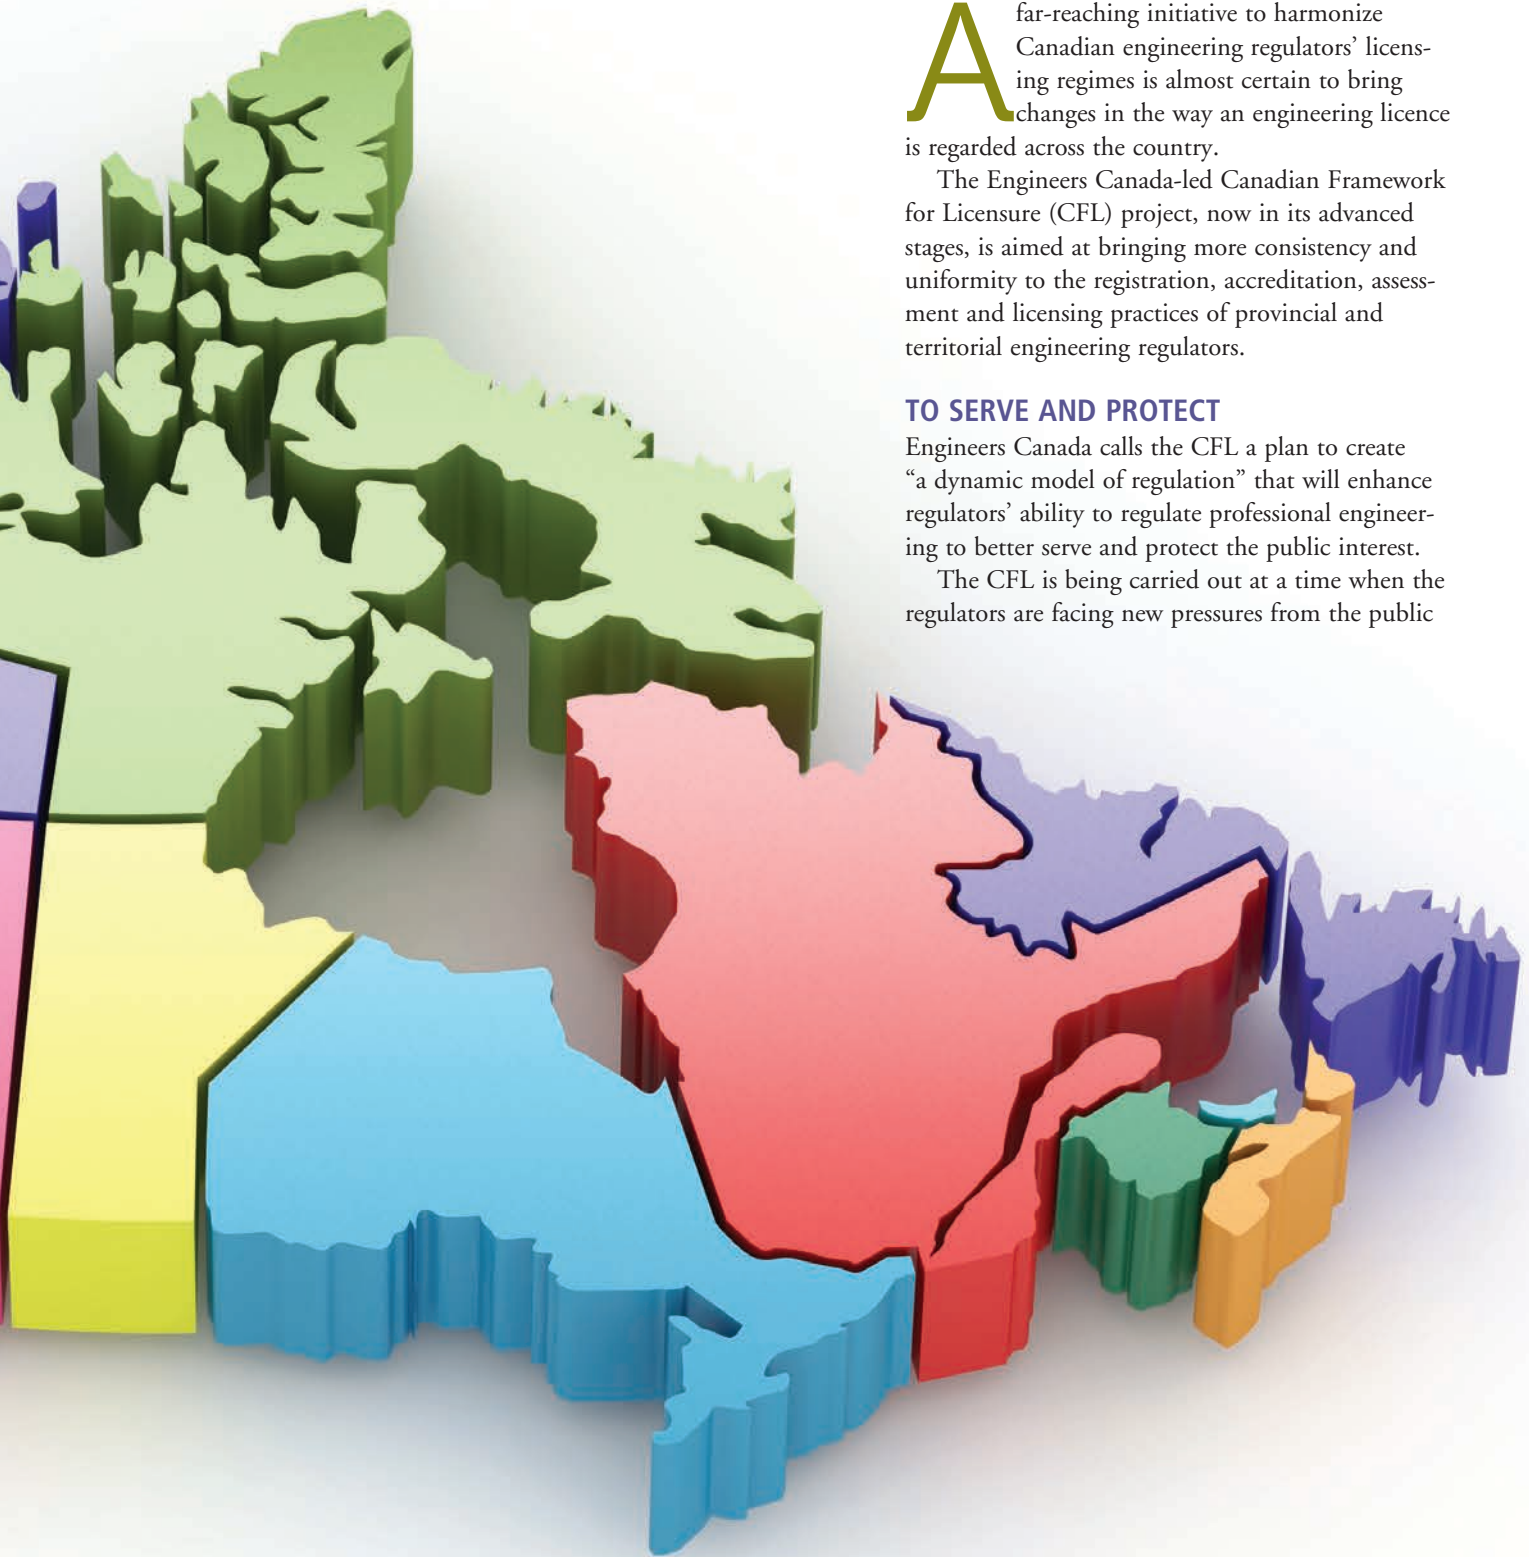 A far-reaching initiative to harmonize
Canadian engineering regulators’ licens-
ing regimes is almost certain to bring
changes in the way an engineering licence
is regarded across the country.
The Engineers Canada-led Canadian Framework
for Licensure (CFL) project, now in its advanced
stages, is aimed at bringing more consistency and
uniformity to the registration, accreditation, assess-
ment and licensing practices of provincial and
territorial engineering regulators.
TO SERVE AND PROTECT
Engineers Canada calls the CFL a plan to create
“a dynamic model of regulation” that will enhance
regulators’ ability to regulate professional engineer-
ing to better serve and protect the public interest.
The CFL is being carried out at a time when the
regulators are facing new pressures from the public